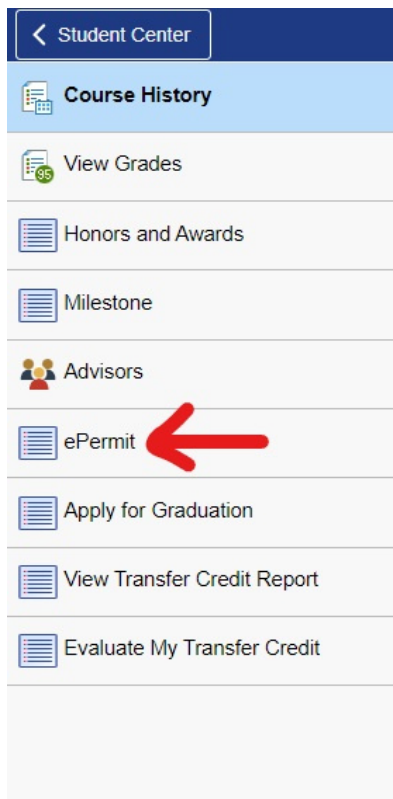 Student Center
Course History
View Grades
95
Honors and Awards
Milestone
Advisors
ePermit
Apply for Graduation
View Transfer Credit Report
Evaluate My Transfer Credit